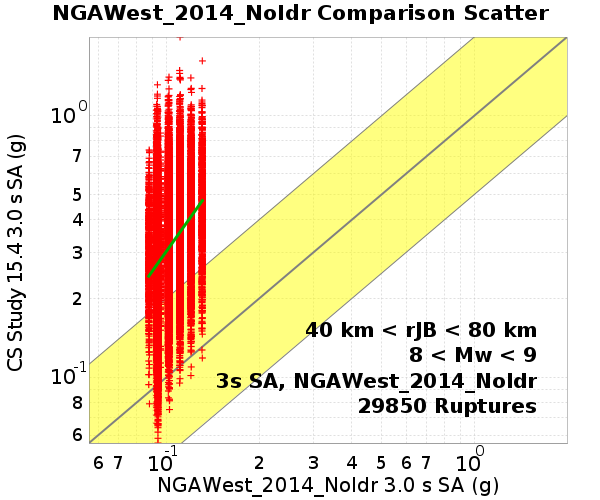 NGAWest_2014_NoIdr Comparison Scatter
CS Study 15.4 3.0 s SA (g)
10^0
7
5
4
3
2
10^-1
8
6
40 km < rJB < 80 km
8 < Mw < 9
3s SA, NGAWest_2014_NoIdr
29850 Ruptures
6 7 10^-1 2 3 4 5 6 7 10^0
NGAWest_2014_NoIdr 3.0 s SA (g)